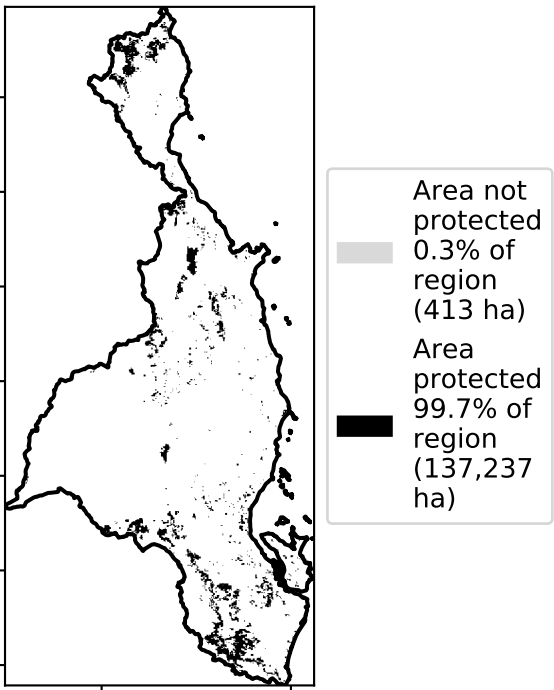 Area not
protected
0.3% of
region
(413 ha)
Area
protected
99.7% of
region
(137,237
ha)